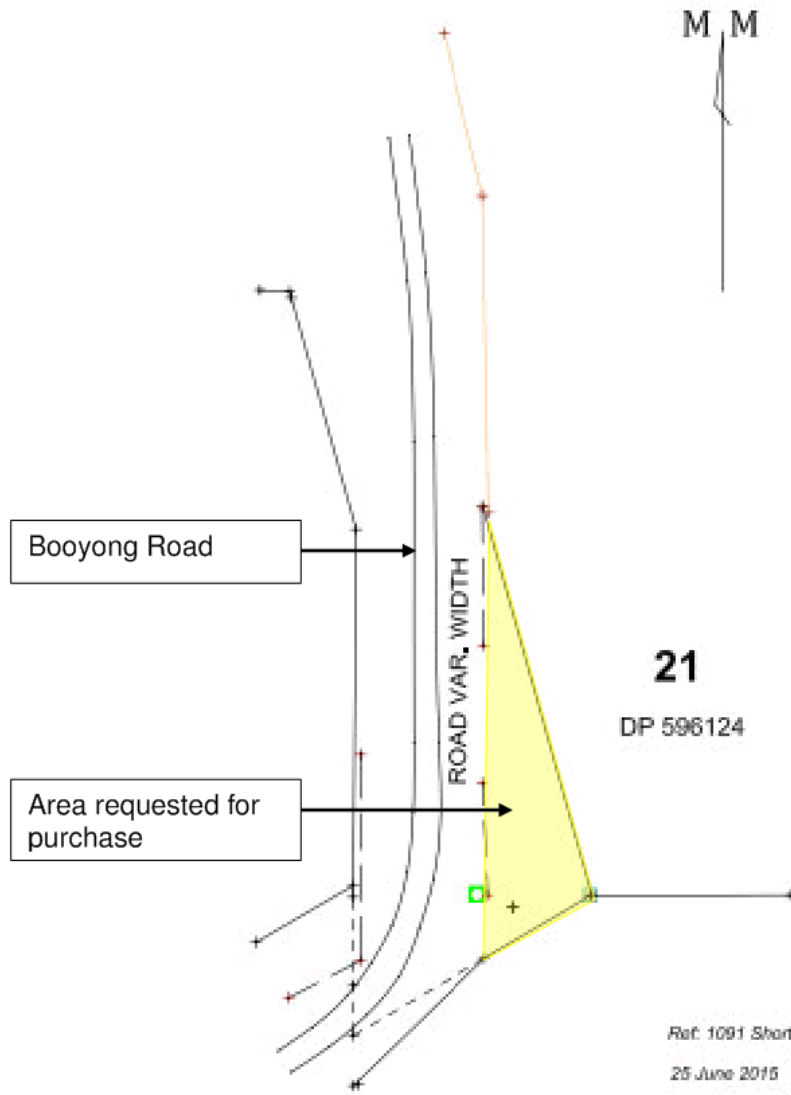 M M
Booyong Road
ROAD VAR. WIDTH
21
DP 596124
Area requested for
purchase
Ref: 1091 Short
25 June 2015